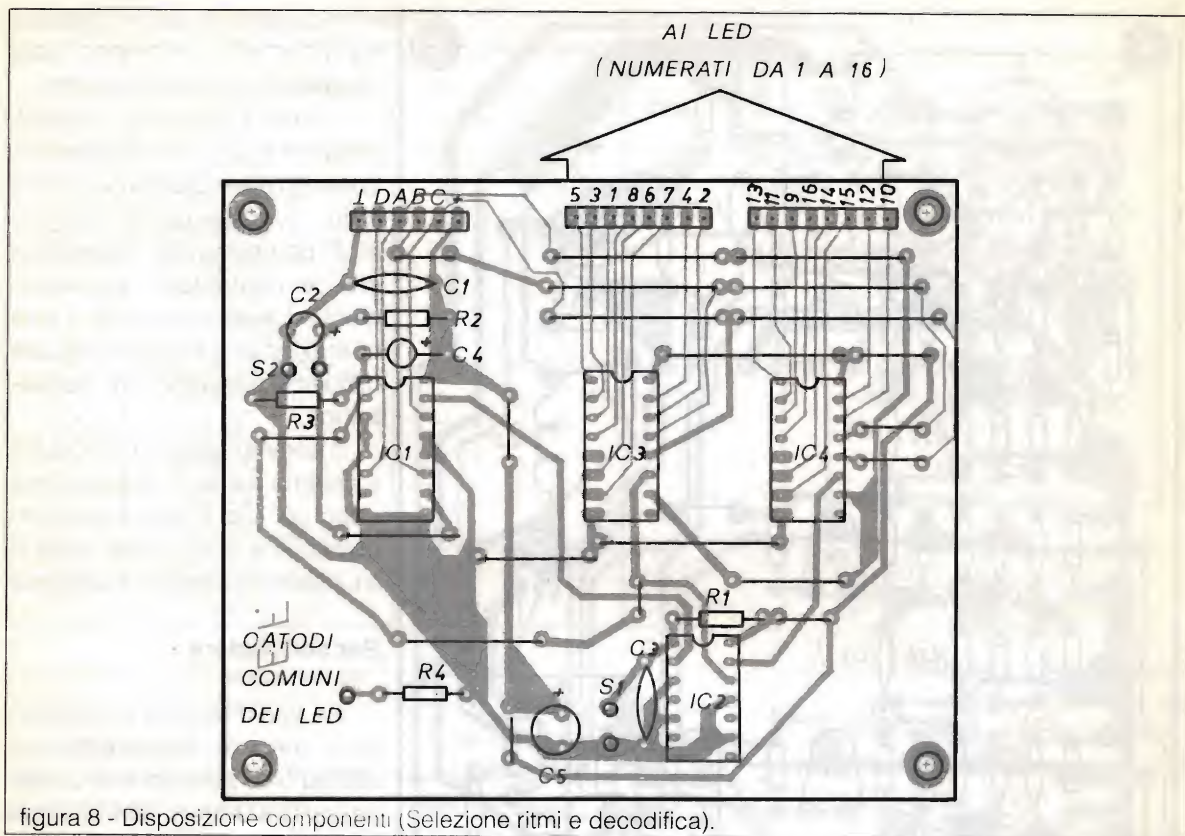 AI LED
(NUMERATI DA 1 A 16)
⊥ D A B C +
5 3 1 8 6 7 4 2
13 11 9 16 14 15 12 10
C1
C2
+
R2
+
C4
S2
R3
IC1
IC3
IC4
R1
E.F.
CATODI
COMUNI
DEI LED
R4
+
C5
S1
C3
IC2
figura 8 - Disposizione componenti (Selezione ritmi e decodifica).